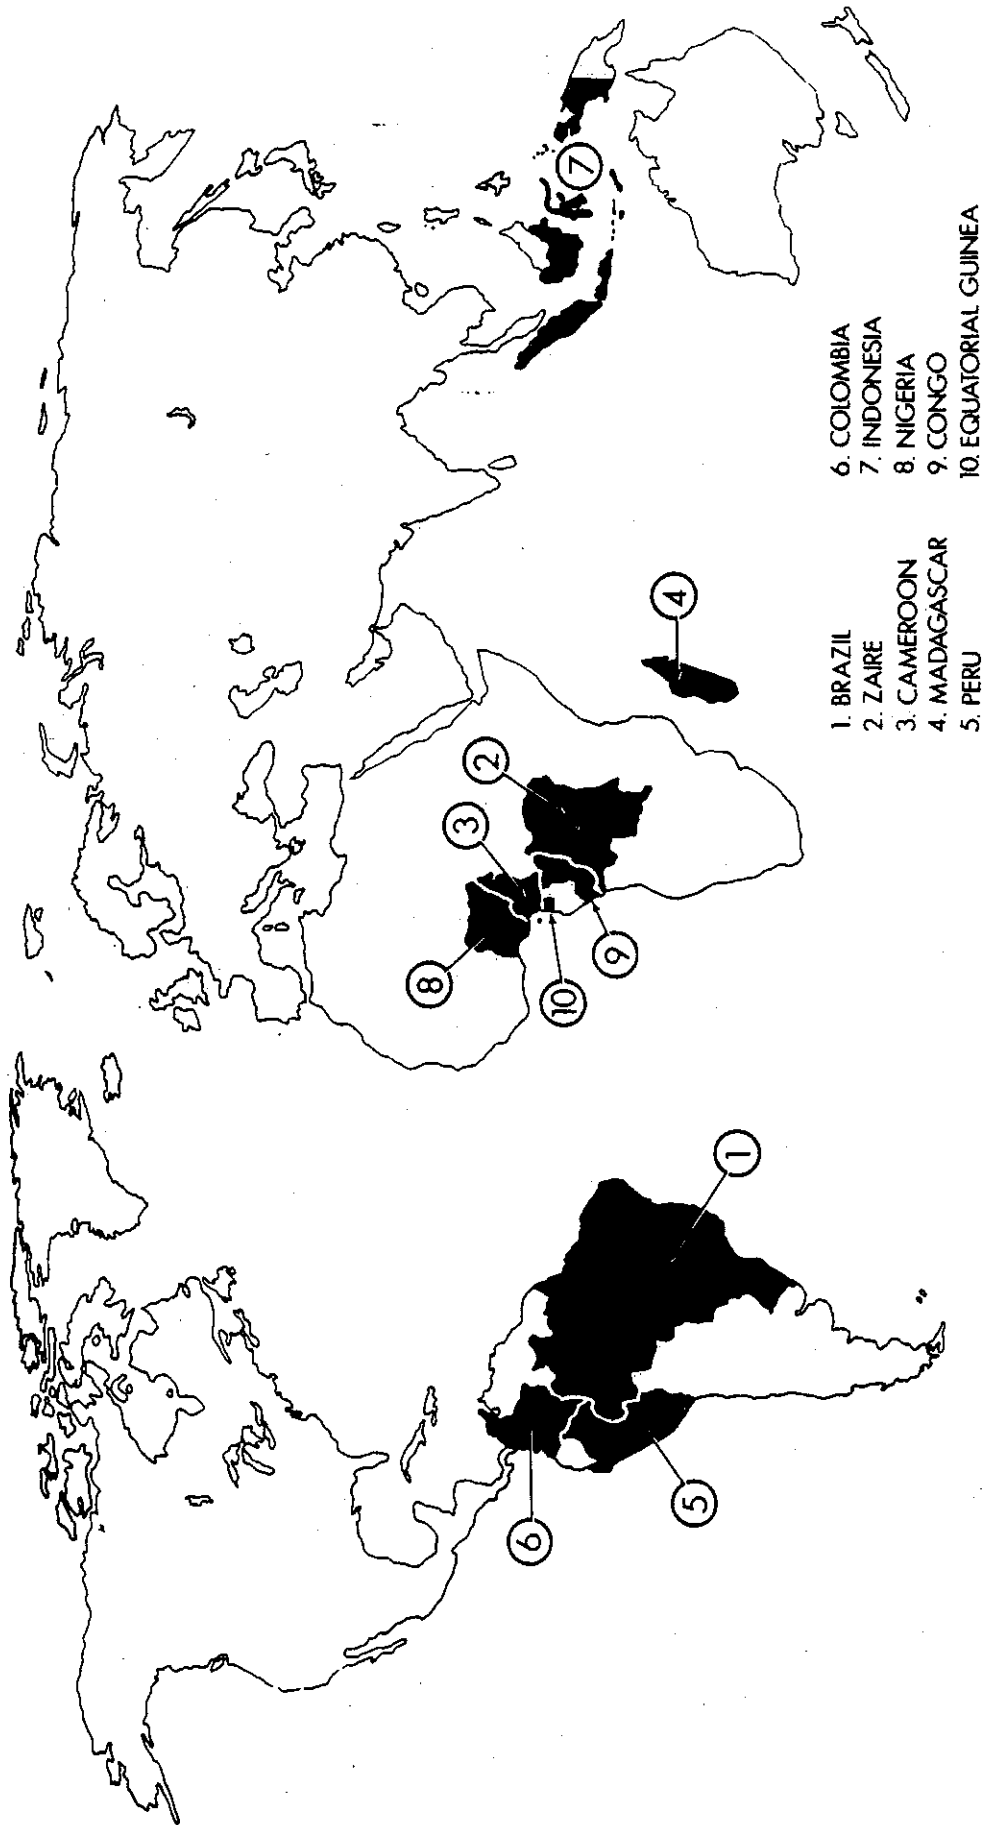 1. BRAZIL
2. ZAIRE
3. CAMEROON
4. MADAGASCAR
5. PERU
6. COLOMBIA
7. INDONESIA
8. NIGERIA
9. CONGO
10. EQUATORIAL GUINEA
6
5
1
8
10
9
3
2
4
7